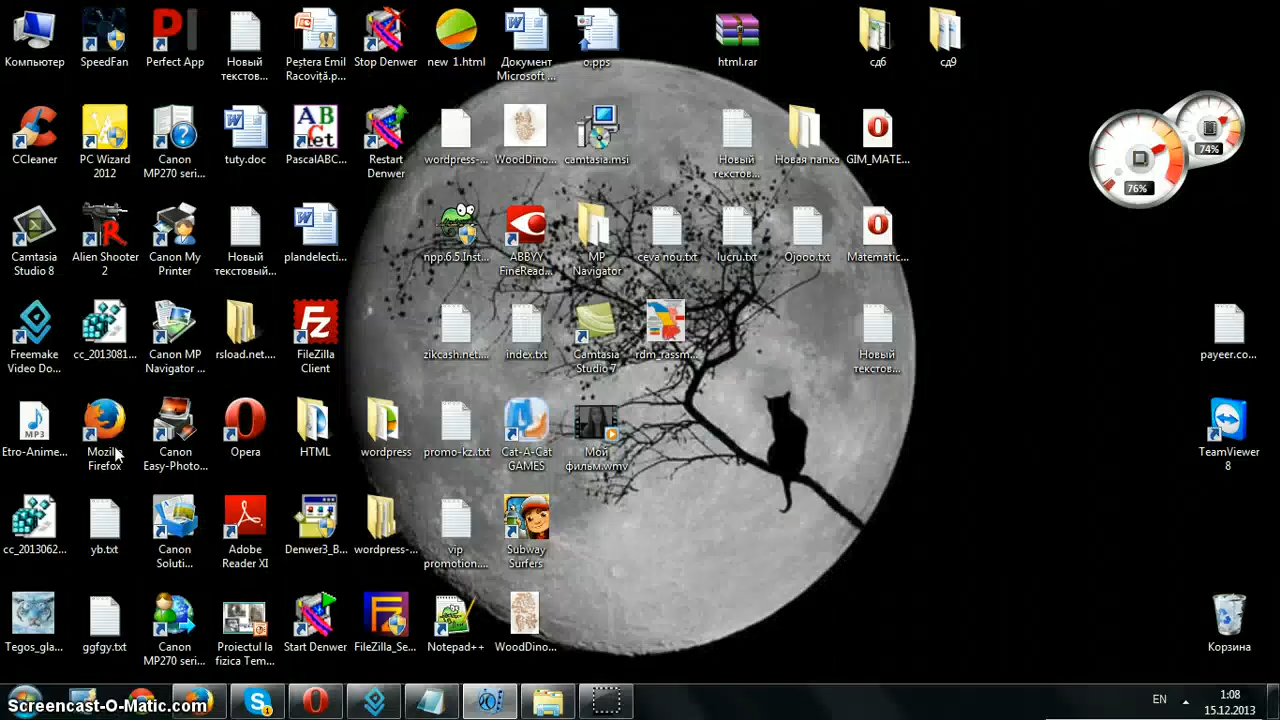 Компьютер
SpeedFan
Perfect App
Новый
текстов...
Peștera Emil
Racoviță.p...
Stop Denwer
new 1.html
Документ
Microsoft ...
o.pps
html.rar
сд6
сд9
CCleaner
PC Wizard
2012
Canon
MP270 seri...
tuty.doc
PascalABC...
Restart
Denwer
wordpress-...
WoodDino...
camtasia.msi
Новый
текстов...
Новая папка
GIM_MATE...
74%
76%
Camtasia
Studio 8
Alien Shooter
2
Canon My
Printer
Новый
текстовый...
plandelecti...
npp.6.5.Inst...
ABBYY
FineRead...
MP
Navigator
ceva nou.txt
lucru.txt
Ojooo.txt
Matematic...
Freemake
Video Do...
cc_2013081...
Canon MP
Navigator ...
rsload.net....
FileZilla
Client
zikcash.net....
index.txt
Camtasia
Studio 7
rdm_rassm...
Новый
текстов...
payeer.co...
MP3
Etro-Anime...
Mozilla
Firefox
Canon
Easy-Photo...
Opera
HTML
wordpress
promo-kz.txt
Cat-A-Cat
GAMES
Мой
фильм.wmv
TeamViewer
8
cc_2013062...
yb.txt
Canon
Soluti...
Adobe
Reader XI
Denwer3_B...
wordpress-...
vip
promotion....
Subway
Surfers
Tegos_gla...
ggfgy.txt
Canon
MP270 seri...
Proiectul la
fizica Tem...
Start Denwer
FileZilla_Se...
Notepad++
WoodDino...
Корзина
Screencast-O-Matic.com
EN
1:08
15.12.2013